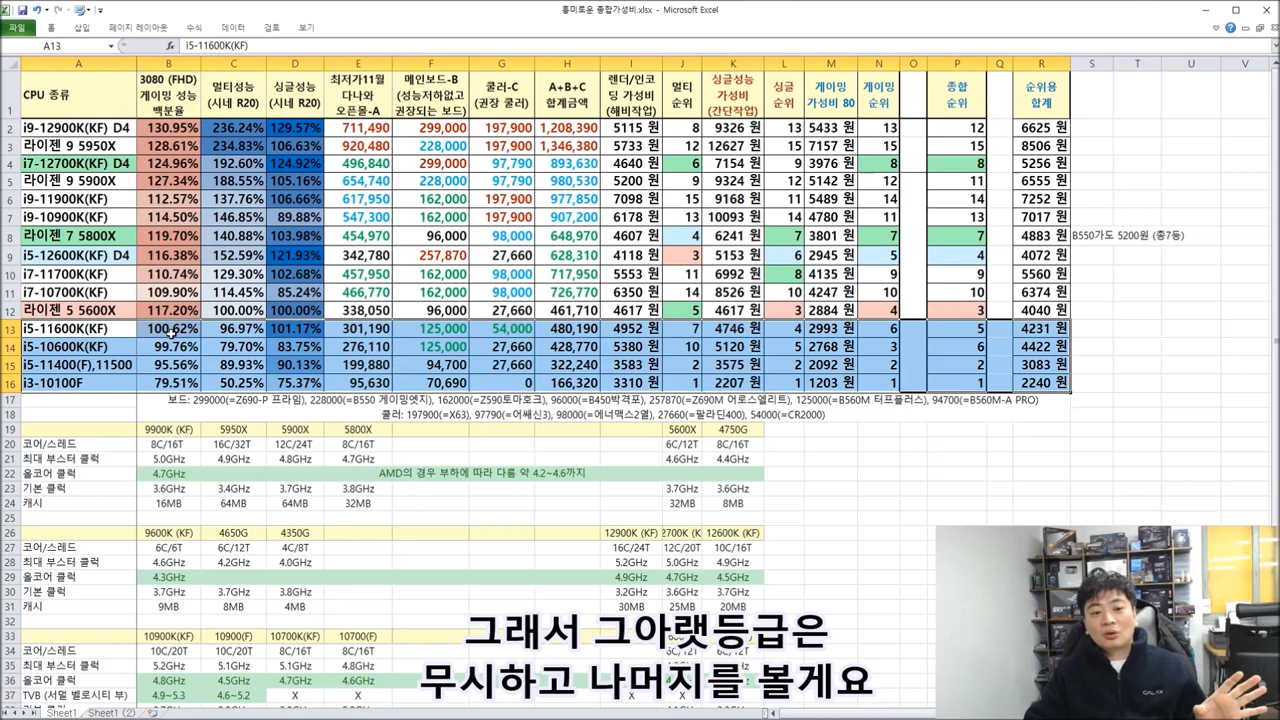 흥미로운 종합가성비.xlsx - Microsoft Excel
파일 홈 삽입 페이지 레이아웃 수식 데이터 검토 보기
A13 fx I5-11600K(KF)
A B C D E F G H I J K L M N O P Q R S T U V
1 CPU 종류 3080 (FHD) 게이밍 성능 백분율 멀티성능 (시네 R20) 싱글성능 (시네 R20) 최저가11월 다나와 오픈몰-A 메인보드-B (성능저하없고 권장되는 보드) 쿨러-C (권장 쿨러) A+B+C 합계금액 렌더/인코딩 가성비 (해비작업) 멀티 순위 싱글성능 가성비 (간단작업) 싱글 순위 게이밍 가성비 80 게이밍 순위 종합 순위 순위용 합계
2 i9-12900K(KF) D4 130.95% 236.24% 129.57% 711,490 299,000 197,900 1,208,390 5115 원 8 9326 원 13 5433 원 13 12 6625 원
3 라이젠 9 5950X 128.61% 234.83% 106.63% 920,480 228,000 197,900 1,346,380 5733 원 12 12627 원 15 7157 원 15 15 8506 원
4 i7-12700K(KF) D4 124.96% 192.60% 124.92% 496,840 299,000 97,790 893,630 4640 원 6 7154 원 9 3976 원 8 8 5256 원
5 라이젠 9 5900X 127.34% 188.55% 105.16% 654,740 228,000 97,790 980,530 5200 원 9 9324 원 12 5142 원 12 11 6555 원
6 i9-11900K(KF) 112.57% 137.76% 106.66% 617,950 162,000 197,900 977,850 7098 원 15 9168 원 11 5489 원 14 14 7252 원
7 i9-10900K(KF) 114.50% 146.85% 89.88% 547,300 162,000 197,900 907,200 6178 원 13 10093 원 14 4780 원 11 13 7017 원
8 라이젠 7 5800X 119.70% 140.88% 103.98% 454,970 96,000 98,000 648,970 4607 원 4 6241 원 7 3801 원 7 7 4883 원 B550가도 5200원 (총7등)
9 i5-12600K(KF) D4 116.38% 152.59% 121.93% 342,780 257,870 27,660 628,310 4118 원 3 5153 원 6 2945 원 5 4 4072 원
10 i7-11700K(KF) 110.74% 129.30% 102.68% 457,950 162,000 98,000 717,950 5553 원 11 6992 원 8 4135 원 9 9 5560 원
11 i7-10700K(KF) 109.90% 114.45% 85.24% 466,770 162,000 98,000 726,770 6350 원 14 8526 원 10 4247 원 10 10 6374 원
12 라이젠 5 5600X 117.20% 100.00% 100.00% 338,050 96,000 27,660 461,710 4617 원 5 4617 원 3 2884 원 4 3 4040 원
13 i5-11600K(KF) 100.62% 96.97% 101.17% 301,190 125,000 54,000 480,190 4952 원 7 4746 원 4 2993 원 6 5 4231 원
14 i5-10600K(KF) 99.76% 79.70% 83.75% 276,110 125,000 27,660 428,770 5380 원 10 5120 원 5 2768 원 3 6 4422 원
15 i5-11400(F),11500 95.56% 89.93% 90.13% 199,880 94,700 27,660 322,240 3583 원 2 3575 원 2 2092 원 2 2 3083 원
16 i3-10100F 79.51% 50.25% 75.37% 95,630 70,690 0 166,320 3310 원 1 2207 원 1 1203 원 1 1 2240 원
17 보드: 299000(=Z690-P 프라임), 228000(=B550 게이밍엣지), 162000(=Z590토마호크), 96000(=B450박격포), 257870(=Z690M 어로스엘리트), 125000(=B560M 터프플러스), 94700(=B560M-A PRO)
18 쿨러: 197900(=X63), 97790(=어쌔신3), 98000(=에너맥스2열), 27660(=팔라딘400), 54000(=CR2000)
19 9900K (KF) 5950X 5900X 5800X 5600X 4750G
20 코어/스레드 8C/16T 16C/32T 12C/24T 8C/16T 6C/12T 8C/16T
21 최대 부스터 클럭 5.0GHz 4.9GHz 4.8GHz 4.7GHz 4.6GHz 4.4GHz
22 올코어 클럭 4.7GHz AMD의 경우 부하에 따라 다름 약 4.2~4.6까지
23 기본 클럭 3.6GHz 3.4GHz 3.7GHz 3.8GHz 3.7GHz 3.6GHz
24 캐시 16MB 64MB 64MB 32MB 32MB 8MB
25
26 9600K (KF) 4650G 4350G 12900K (KF) 2700K (KF) 12600K (KF)
27 코어/스레드 6C/6T 6C/12T 4C/8T 16C/24T 12C/20T 10C/16T
28 최대 부스터 클럭 4.6GHz 4.2GHz 4.0GHz 5.2GHz 5.0GHz 4.9GHz
29 올코어 클럭 4.3GHz 4.9GHz 4.7GHz 4.5GHz
30 기본 클럭 3.7GHz 3.7GHz 3.8GHz 3.2GHz 3.6GHz 3.7GHz
31 캐시 9MB 8MB 4MB 30MB 25MB 20MB
32
33 10900K(KF) 10900(F) 10700K(KF) 10700(F)
34 코어/스레드 10C/20T 10C/20T 8C/16T 8C/16T
35 최대 부스터 클럭 5.2GHz 5.1GHz 5.1GHz 4.8GHz
36 올코어 클럭 4.8GHz 4.5GHz 4.7GHz 4.6GHz
37 TVB (서멀 벨로시티 부) 4.9~5.3 4.6~5.2 X X
그래서 그아랫등급은
무시하고 나머지를 볼게요
Sheet1 Sheet1 (2)